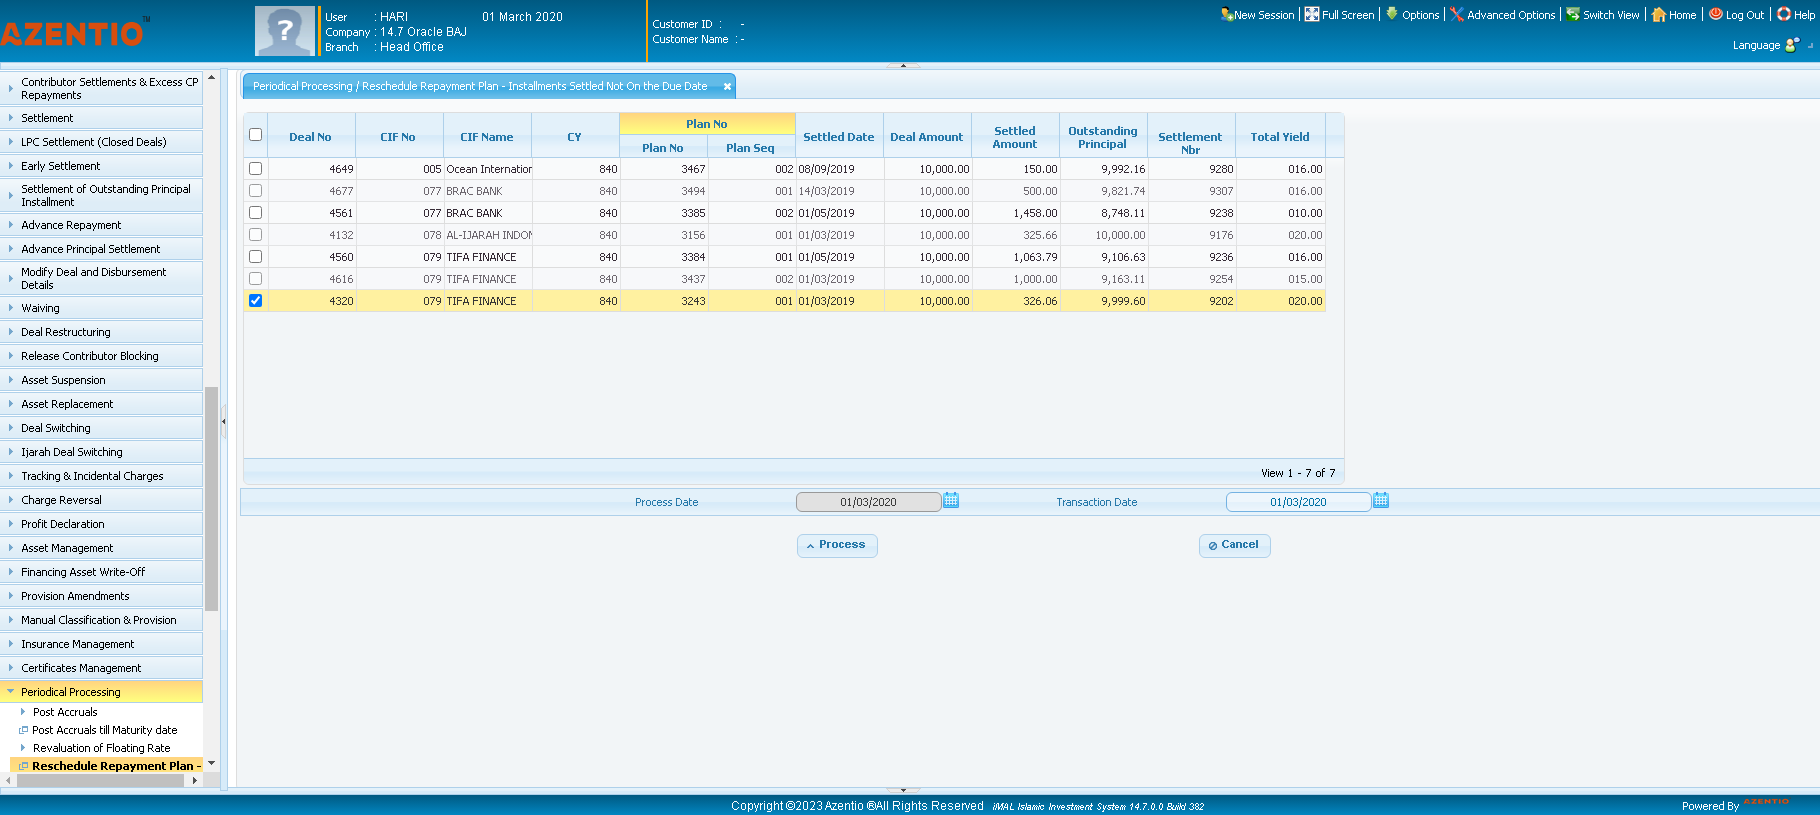 AZENTIO™
User : HARI 01 March 2020
Company : 14.7 Oracle BAJ
Branch : Head Office
Customer ID : -
Customer Name : -
New Session | Full Screen | Options | Advanced Options | Switch View | Home | Log Out | Help
Language
Contributor Settlements & Excess CP
Repayments
Settlement
LPC Settlement (Closed Deals)
Early Settlement
Settlement of Outstanding Principal
Installment
Advance Repayment
Advance Principal Settlement
Modify Deal and Disbursement
Details
Waiving
Deal Restructuring
Release Contributor Blocking
Asset Suspension
Asset Replacement
Deal Switching
Ijarah Deal Switching
Tracking & Incidental Charges
Charge Reversal
Profit Declaration
Asset Management
Financing Asset Write-Off
Provision Amendments
Manual Classification & Provision
Insurance Management
Certificates Management
Periodical Processing
Post Accruals
Post Accruals till Maturity date
Revaluation of Floating Rate
Reschedule Repayment Plan -
Periodical Processing / Reschedule Repayment Plan - Installments Settled Not On the Due Date
Plan No
Deal No CIF No CIF Name CY Plan No Plan Seq Settled Date Deal Amount Settled Amount Outstanding Principal Settlement Nbr Total Yield
4649 005 Ocean Internation 840 3467 002 08/09/2019 10,000.00 150.00 9,992.16 9280 016.00
4677 077 BRAC BANK 840 3494 001 14/03/2019 10,000.00 500.00 9,821.74 9307 016.00
4561 077 BRAC BANK 840 3385 002 01/05/2019 10,000.00 1,458.00 8,748.11 9238 010.00
4132 078 AL-IJARAH INDON 840 3156 001 01/03/2019 10,000.00 325.66 10,000.00 9176 020.00
4560 079 TIFA FINANCE 840 3384 001 01/05/2019 10,000.00 1,063.79 9,106.63 9236 016.00
4616 079 TIFA FINANCE 840 3437 002 01/03/2019 10,000.00 1,000.00 9,163.11 9254 015.00
4320 079 TIFA FINANCE 840 3243 001 01/03/2019 10,000.00 326.06 9,999.60 9202 020.00
View 1 - 7 of 7
Process Date 01/03/2020 Transaction Date 01/03/2020
Process Cancel
Copyright ©2023 Azentio ®All Rights Reserved iMAL Islamic Investment System 14.7.0.0 Build 382
Powered By AZENTIO